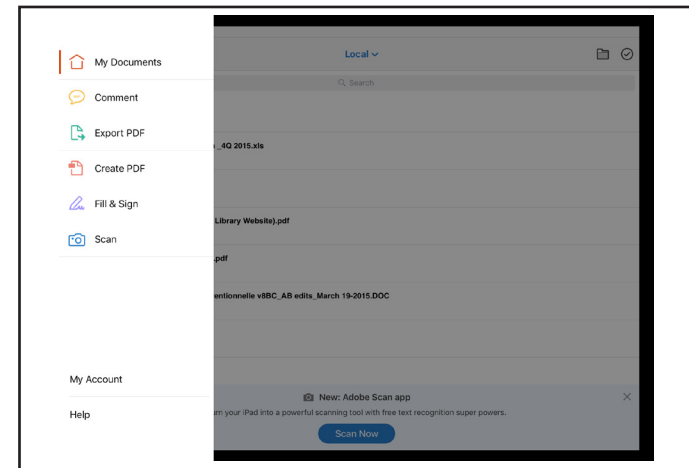 My Documents
Comment
Export PDF
Create PDF
Fill & Sign
Scan
My Account
Help
Local
Search
_4Q 2015.xls
Library Website).pdf
.pdf
entionnelle v8BC_AB edits_March 19-2015.DOC
New: Adobe Scan app
rn your iPad into a powerful scanning tool with free text recognition super powers.
Scan Now